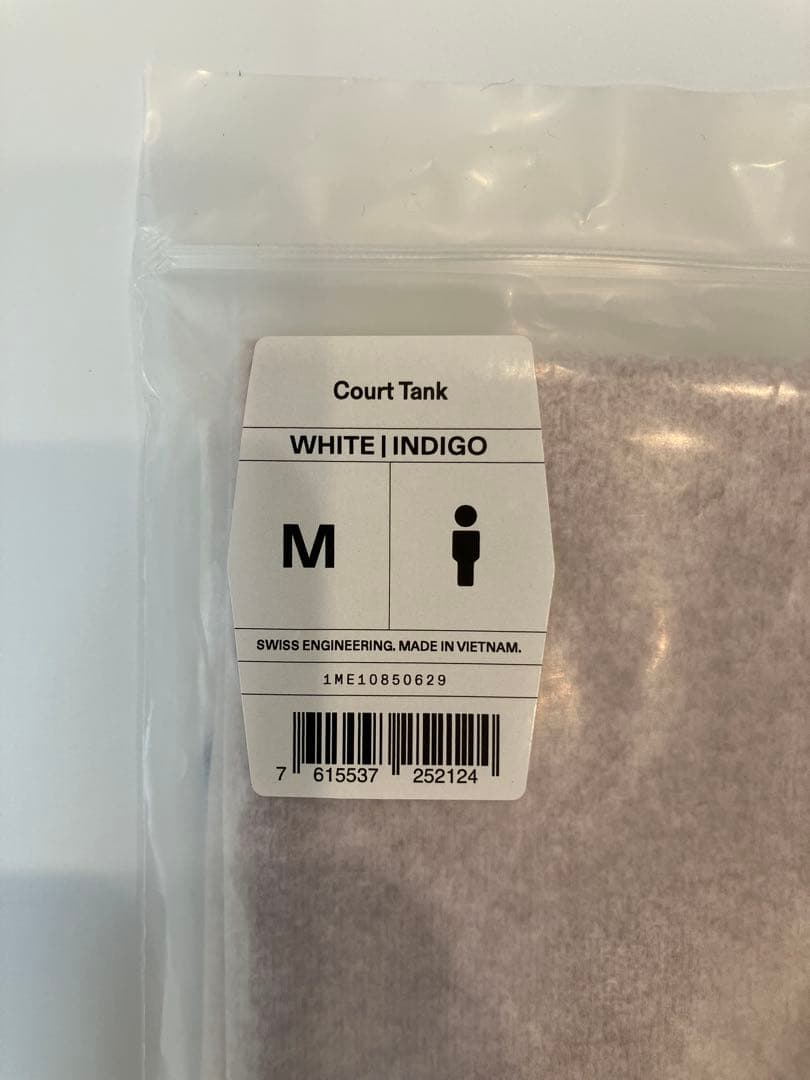 Court Tank
WHITE | INDIGO
M
SWISS ENGINEERING. MADE IN VIETNAM.
1ME10850629
7 615537 252124